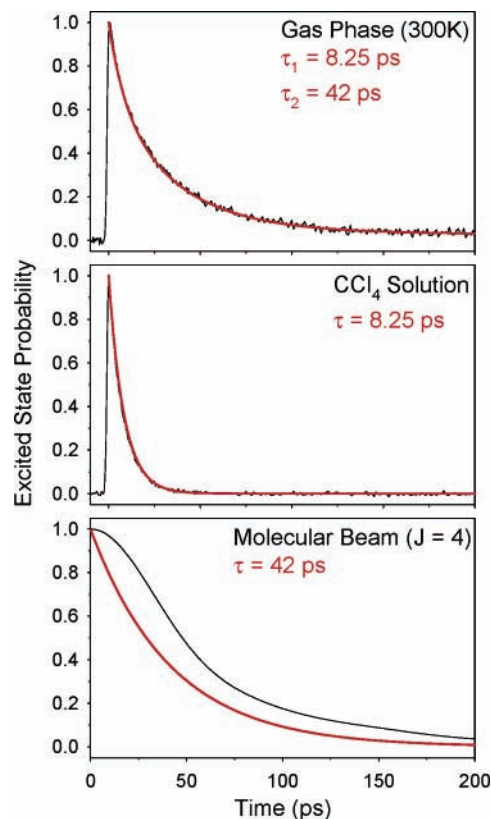 Gas Phase (300K)
τ₁ = 8.25 ps
τ₂ = 42 ps
1.0
0.8
0.6
0.4
0.2
0.0
CCl₄ Solution
τ = 8.25 ps
1.0
0.8
0.6
0.4
0.2
0.0
Excited State Probability
Molecular Beam (J = 4)
τ = 42 ps
1.0
0.8
0.6
0.4
0.2
0.0
0 50 100 150 200
Time (ps)